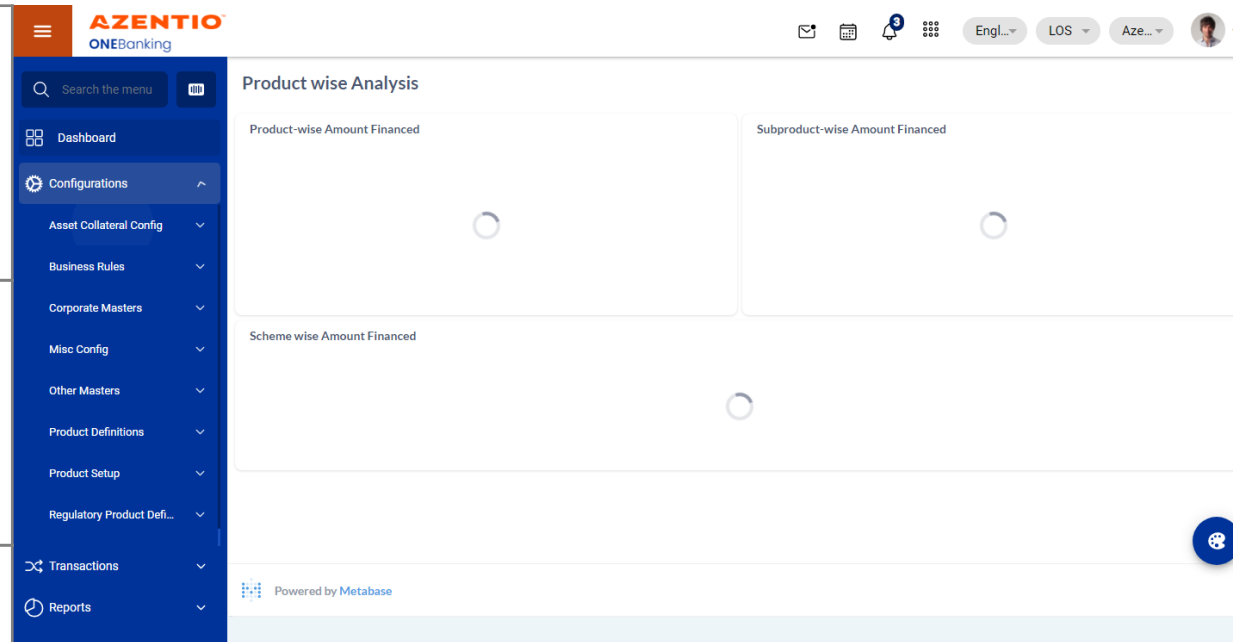 AZENTIO
ONEBanking
3
Engl...
LOS
Aze...
Search the menu
Dashboard
Configurations
Asset Collateral Config
Business Rules
Corporate Masters
Misc Config
Other Masters
Product Definitions
Product Setup
Regulatory Product Defi...
Transactions
Reports
Product wise Analysis
Product-wise Amount Financed
Subproduct-wise Amount Financed
Scheme wise Amount Financed
Powered by Metabase